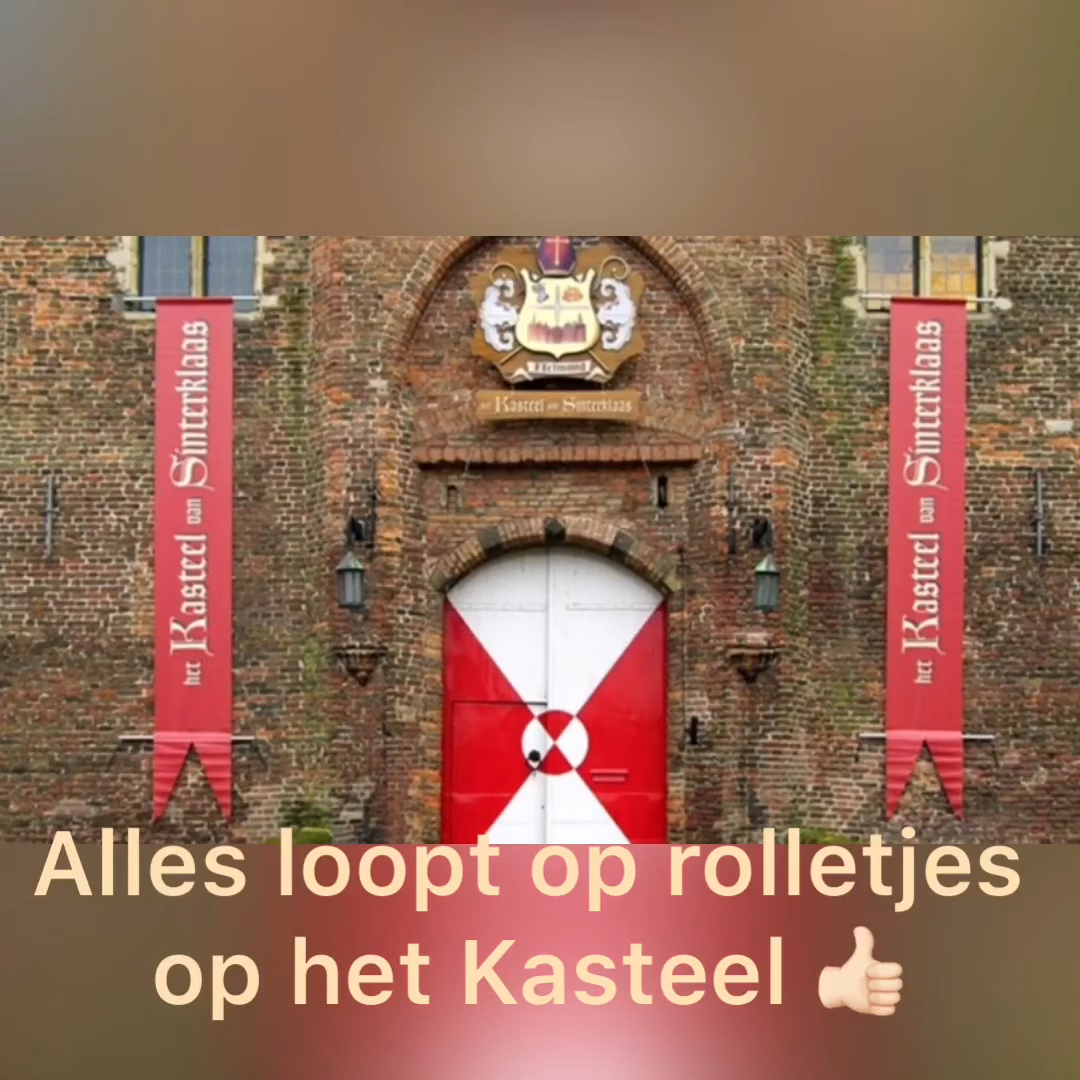 Helmond
het Kasteel van Sinterklaas
het Kasteel van Sinterklaas
het Kasteel van Sinterklaas
Alles loopt op rolletjes
op het Kasteel 👍🏻